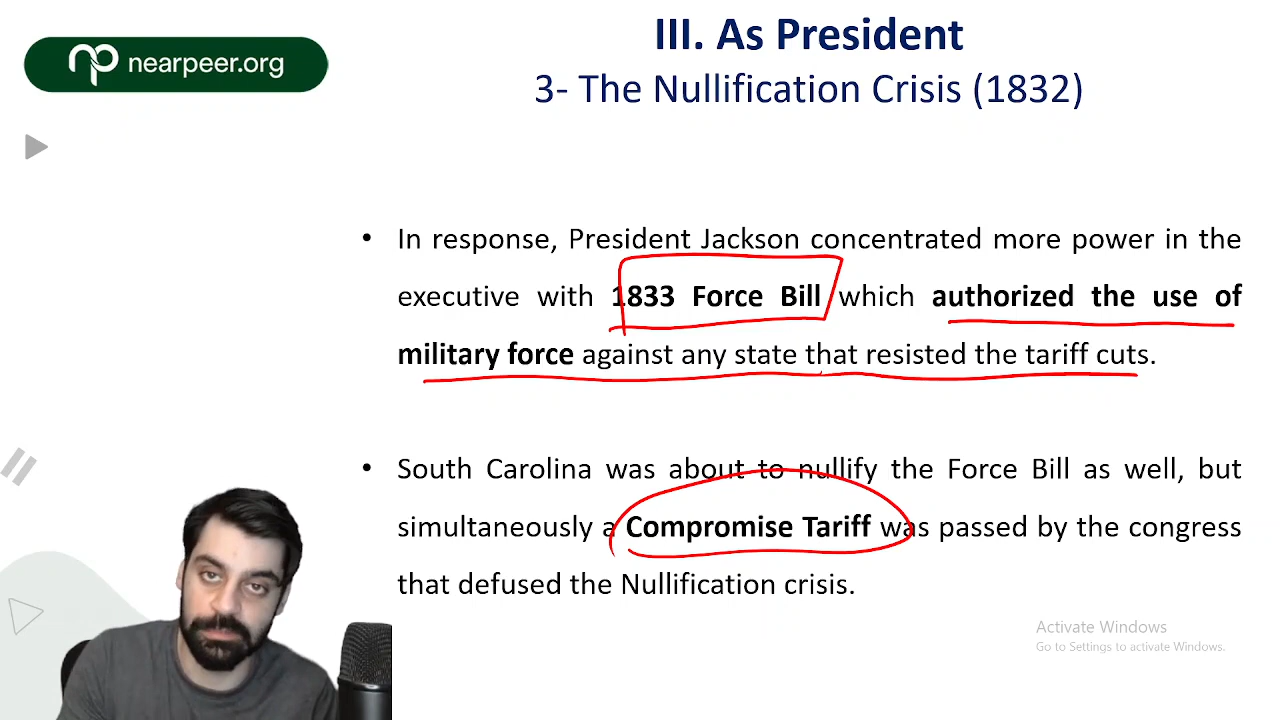 nearpeer.org
III. As President
3- The Nullification Crisis (1832)
• In response, President Jackson concentrated more power in the
executive with 1833 Force Bill which authorized the use of
military force against any state that resisted the tariff cuts.
• South Carolina was about to nullify the Force Bill as well, but
simultaneously a Compromise Tariff was passed by the congress
that defused the Nullification crisis.
Activate Windows
Go to Settings to activate Windows.